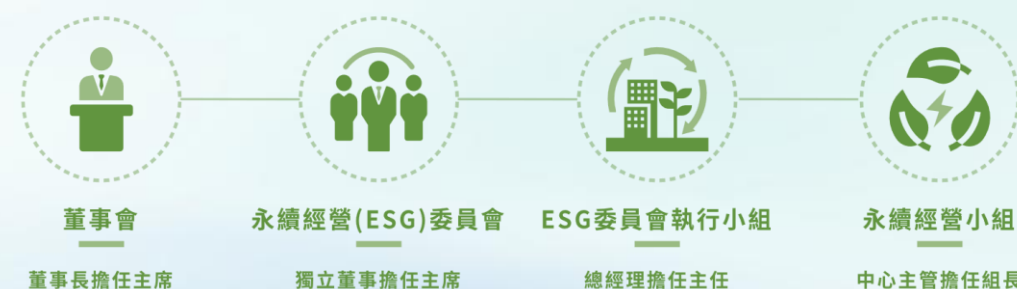 董事會
永續經營(ESG)委員會
ESG委員會執行小組
永續經營小組
董事長擔任主席
獨立董事擔任主席
總經理擔任主任
中心主管擔任組長